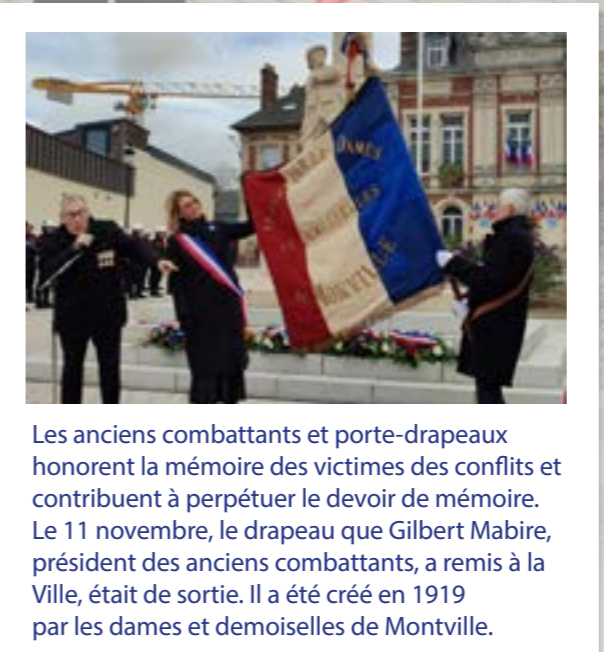 DAMES
MONTVILLE
Les anciens combattants et porte-drapeaux
honorent la mémoire des victimes des conflits et
contribuent à perpétuer le devoir de mémoire.
Le 11 novembre, le drapeau que Gilbert Mabire,
président des anciens combattants, a remis à la
Ville, était de sortie. Il a été créé en 1919
par les dames et demoiselles de Montville.